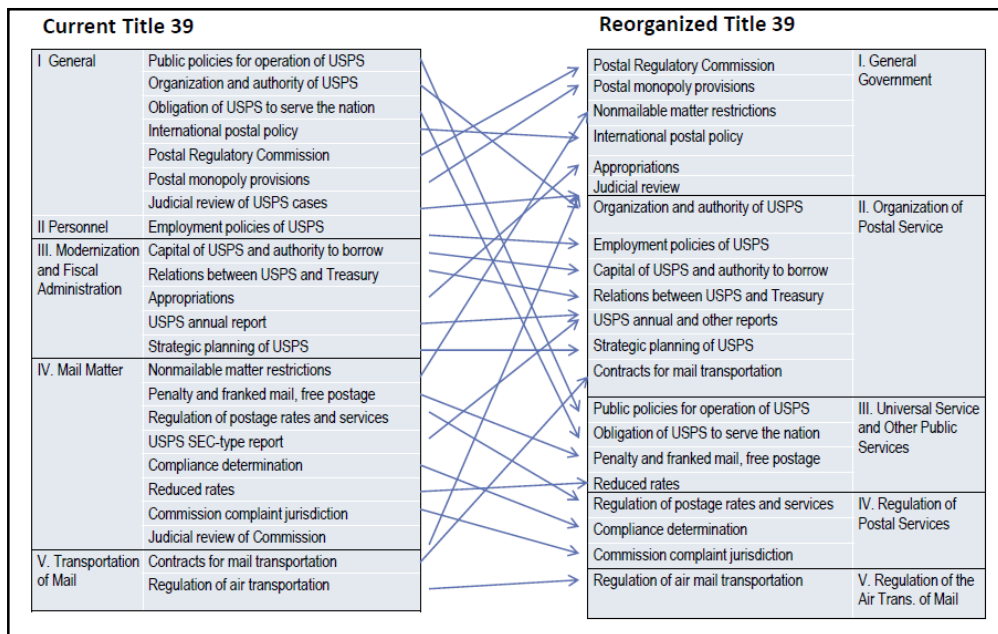 Current Title 39
I General
Public policies for operation of USPS
Organization and authority of USPS
Obligation of USPS to serve the nation
International postal policy
Postal Regulatory Commission
Postal monopoly provisions
Judicial review of USPS cases
II Personnel
Employment policies of USPS
III. Modernization
and Fiscal
Administration
Capital of USPS and authority to borrow
Relations between USPS and Treasury
Appropriations
USPS annual report
Strategic planning of USPS
IV. Mail Matter
Nonmailable matter restrictions
Penalty and franked mail, free postage
Regulation of postage rates and services
USPS SEC-type report
Compliance determination
Reduced rates
Commission complaint jurisdiction
Judicial review of Commission
V. Transportation
of Mail
Contracts for mail transportation
Regulation of air transportation
Reorganized Title 39
Postal Regulatory Commission
Postal monopoly provisions
Nonmailable matter restrictions
International postal policy
Appropriations
Judicial review
I. General
Government
Organization and authority of USPS
Employment policies of USPS
Capital of USPS and authority to borrow
Relations between USPS and Treasury
USPS annual and other reports
Strategic planning of USPS
Contracts for mail transportation
II. Organization of
Postal Service
Public policies for operation of USPS
Obligation of USPS to serve the nation
Penalty and franked mail, free postage
Reduced rates
III. Universal Service
and Other Public
Services
Regulation of postage rates and services
Compliance determination
Commission complaint jurisdiction
IV. Regulation of
Postal Services
Regulation of air mail transportation
V. Regulation of the
Air Trans. of Mail